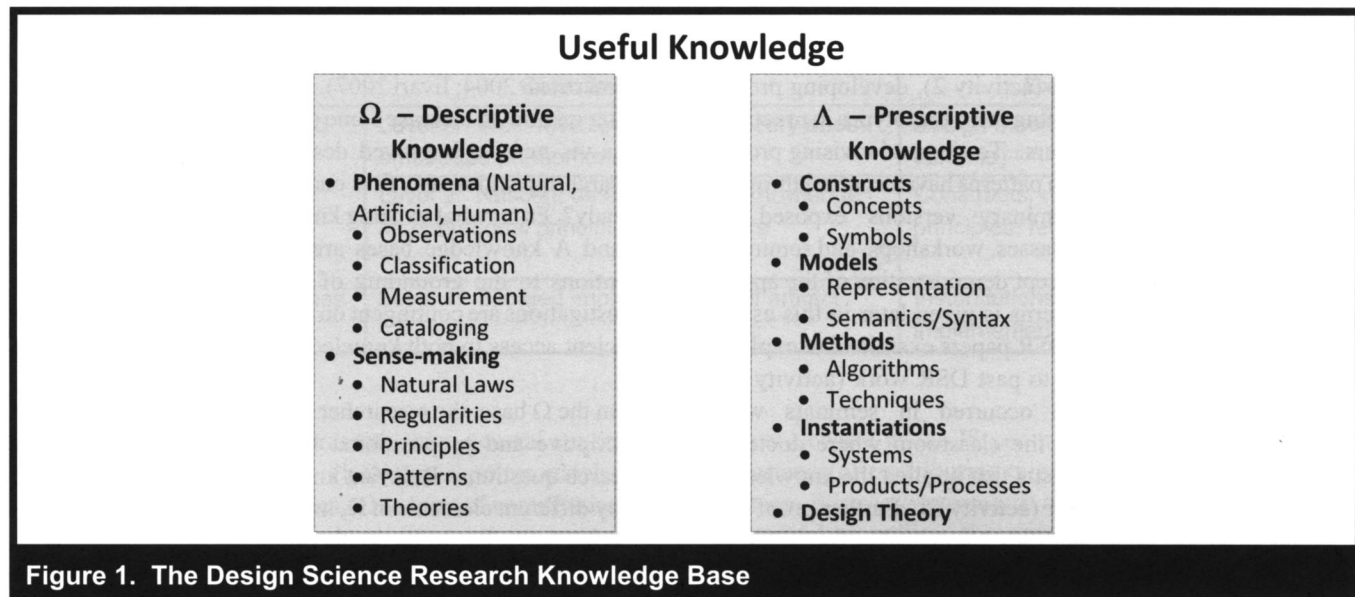 Useful Knowledge
Ω – Descriptive
Knowledge
• Phenomena (Natural,
Artificial, Human)
• Observations
• Classification
• Measurement
• Cataloging
• Sense-making
• Natural Laws
• Regularities
• Principles
• Patterns
• Theories
Λ – Prescriptive
Knowledge
• Constructs
• Concepts
• Symbols
• Models
• Representation
• Semantics/Syntax
• Methods
• Algorithms
• Techniques
• Instantiations
• Systems
• Products/Processes
• Design Theory
Figure 1. The Design Science Research Knowledge Base